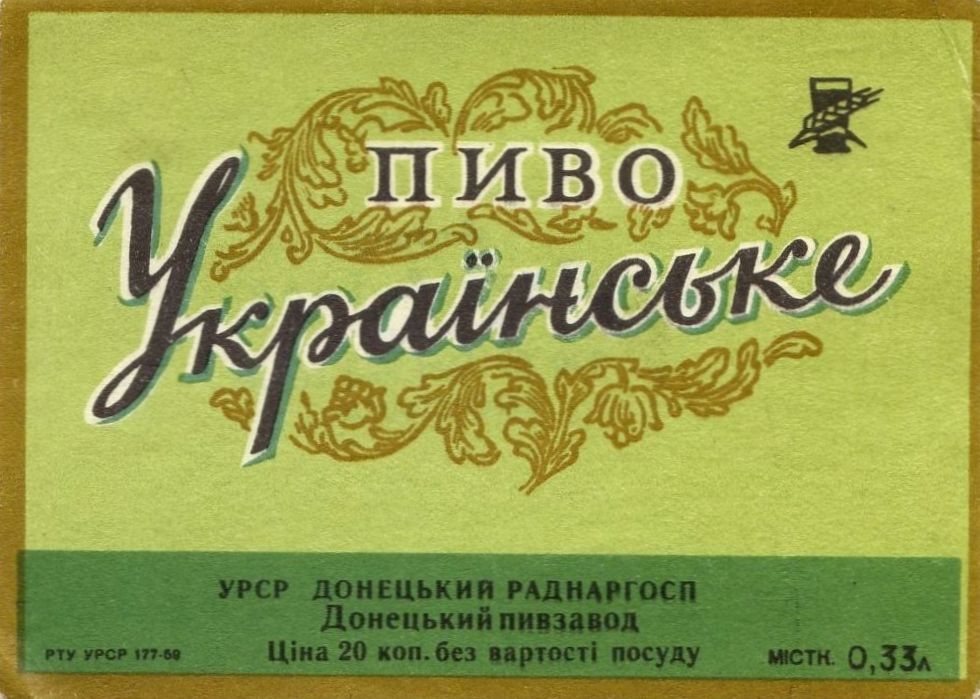 ПИВО
Українське
УРСР ДОНЕЦЬКИЙ РАДНАРГОСП
Донецький пивзавод
РТУ УРСР 177-59 Ціна 20 коп. без вартості посуду МІСТК. 0,33л